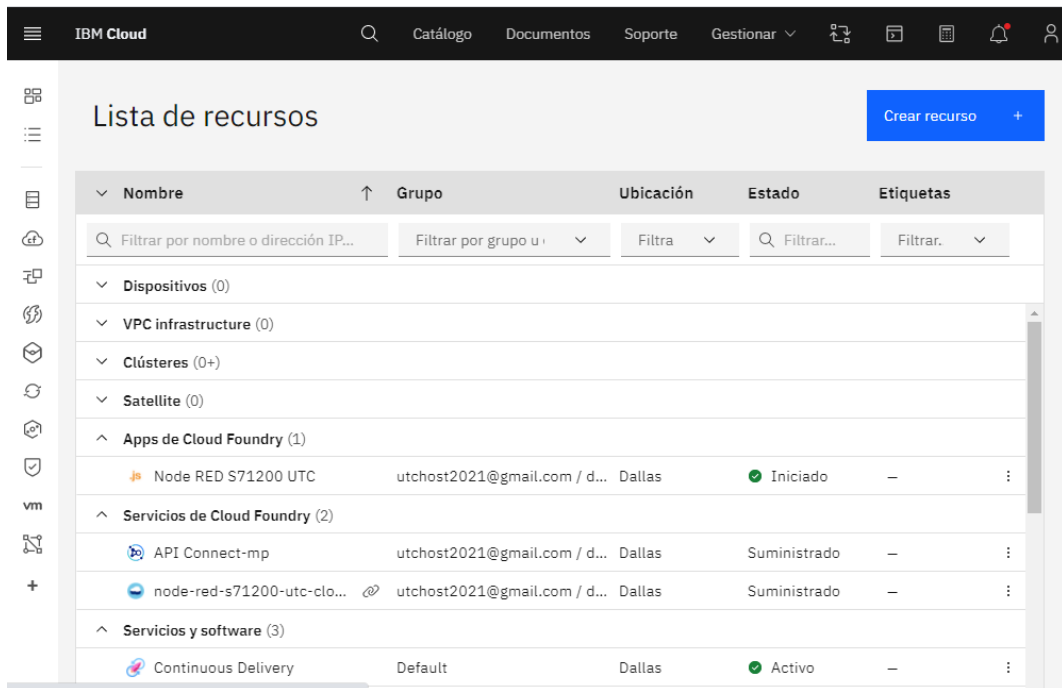 IBM Cloud Catálogo Documentos Soporte Gestionar
Lista de recursos
Crear recurso +
Nombre Grupo Ubicación Estado Etiquetas
Filtrar por nombre o dirección IP... Filtrar por grupo u Filtra Filtrar... Filtrar.
Dispositivos (0)
VPC infrastructure (0)
Clústeres (0+)
Satellite (0)
Apps de Cloud Foundry (1)
js Node RED S71200 UTC utchost2021@gmail.com / d... Dallas Iniciado –
Servicios de Cloud Foundry (2)
API Connect-mp utchost2021@gmail.com / d... Dallas Suministrado –
node-red-s71200-utc-clo... utchost2021@gmail.com / d... Dallas Suministrado –
Servicios y software (3)
Continuous Delivery Default Dallas Activo –
cf
vm